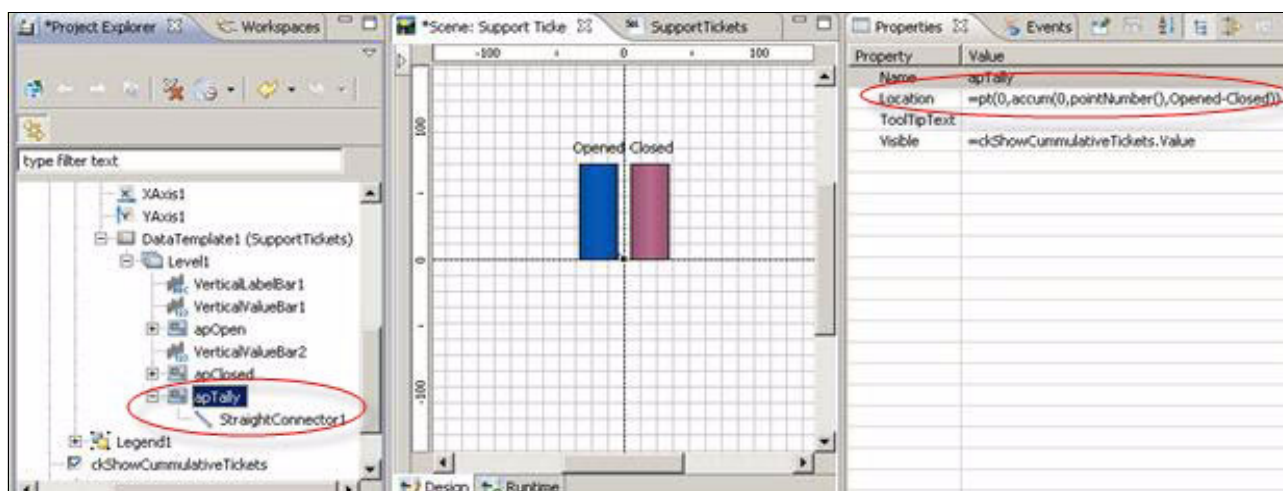 *Project Explorer
Workspaces
type filter text
XAxis1
YAxis1
DataTemplate1 (SupportTickets)
Level1
VerticalLabelBar1
VerticalValueBar1
apOpen
VerticalValueBar2
apClosed
apTally
StraightConnector1
Legend1
ckShowCummulativeTickets
*Scene: Support Ticke
SupportTickets
-100 0 100
100
Opened Closed
0
-100
Design Runtime
Properties Events
Property Value
Name apTally
Location =pt(0,accum(0,pointNumber(),Opened-Closed))
ToolTipText
Visible =ckShowCummulativeTickets.Value